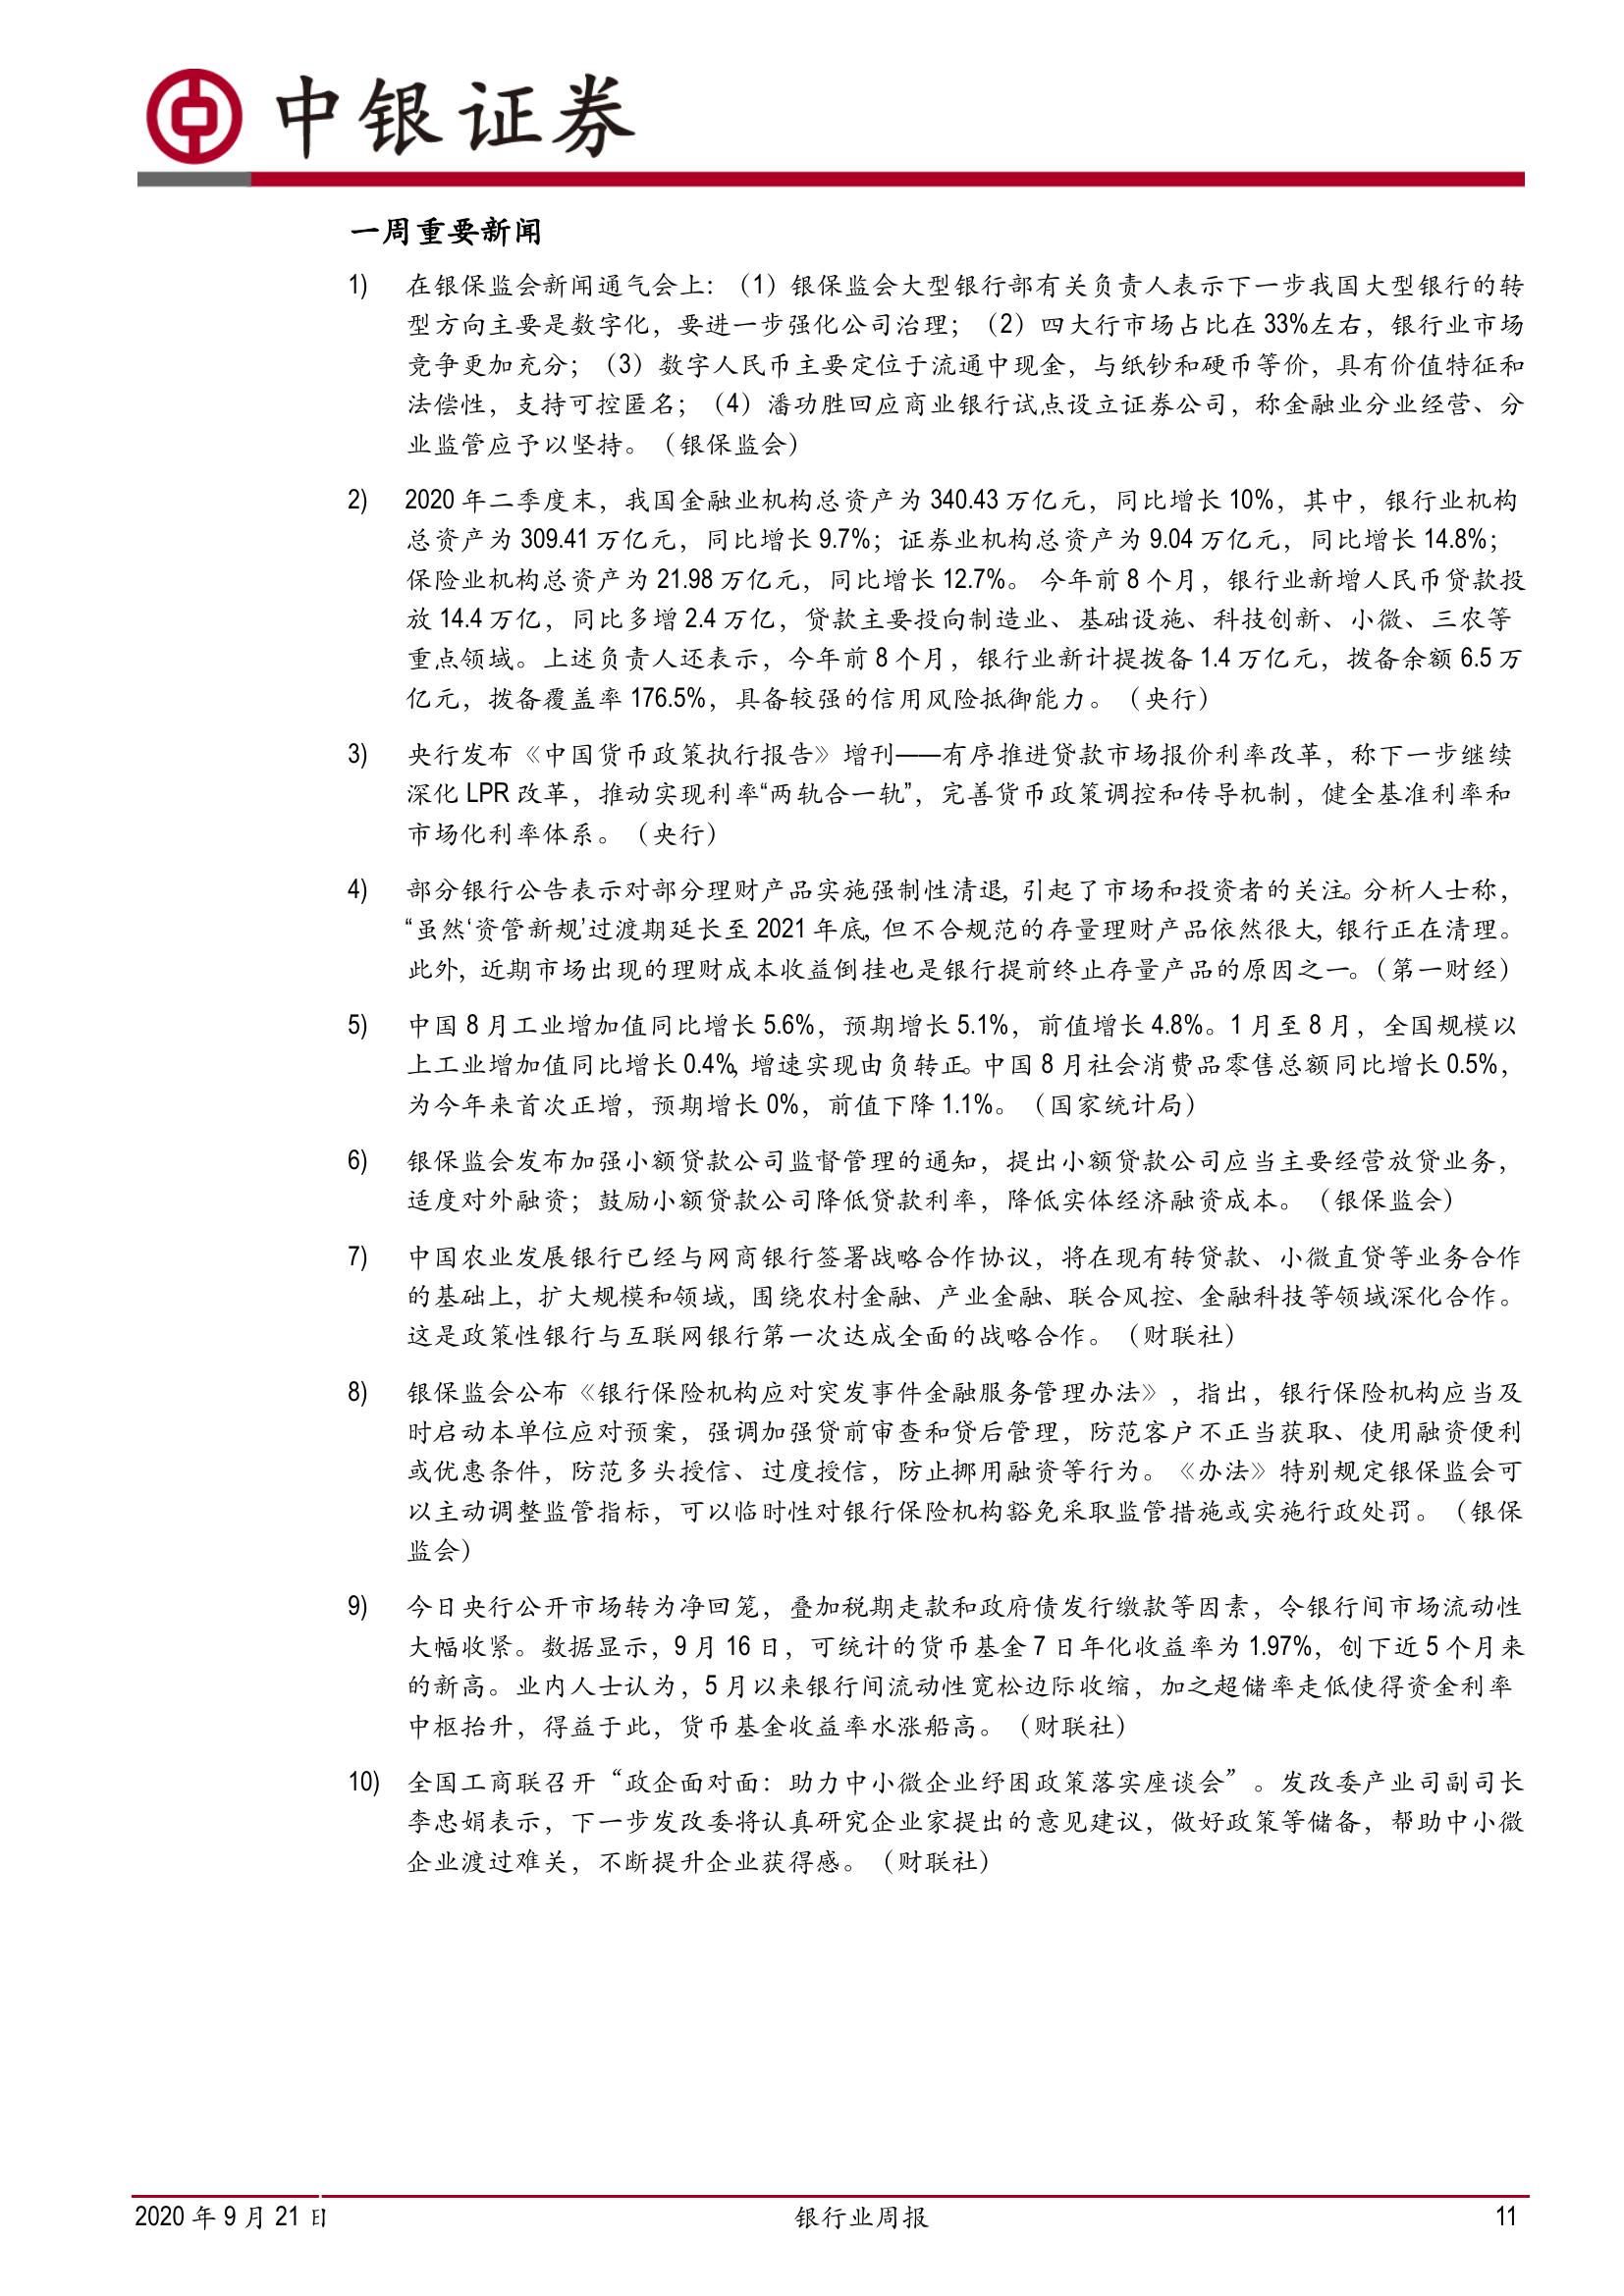 中银证券
一周重要新闻
1) 在银保监会新闻通气会上：（1）银保监会大型银行部有关负责人表示下一步我国大型银行的转
型方向主要是数字化，要进一步强化公司治理；（2）四大行市场占比在 33%左右，银行业市场
竞争更加充分；（3）数字人民币主要定位于流通中现金，与纸钞和硬币等价，具有价值特征和
法偿性，支持可控匿名；（4）潘功胜回应商业银行试点设立证券公司，称金融业分业经营、分
业监管应予以坚持。（银保监会）
2) 2020 年二季度末，我国金融业机构总资产为 340.43 万亿元，同比增长 10%，其中，银行业机构
总资产为 309.41 万亿元，同比增长 9.7%；证券业机构总资产为 9.04 万亿元，同比增长 14.8%；
保险业机构总资产为 21.98 万亿元，同比增长 12.7%。 今年前 8 个月，银行业新增人民币贷款投
放 14.4 万亿，同比多增 2.4 万亿，贷款主要投向制造业、基础设施、科技创新、小微、三农等
重点领域。上述负责人还表示，今年前 8 个月，银行业新计提拨备 1.4 万亿元，拨备余额 6.5 万
亿元，拨备覆盖率 176.5%，具备较强的信用风险抵御能力。（央行）
3) 央行发布《中国货币政策执行报告》增刊——有序推进贷款市场报价利率改革，称下一步继续
深化 LPR 改革，推动实现利率“两轨合一轨”，完善货币政策调控和传导机制，健全基准利率和
市场化利率体系。（央行）
4) 部分银行公告表示对部分理财产品实施强制性清退，引起了市场和投资者的关注。分析人士称，
“虽然‘资管新规’过渡期延长至 2021 年底，但不合规范的存量理财产品依然很大，银行正在清理。
此外，近期市场出现的理财成本收益倒挂也是银行提前终止存量产品的原因之一。（第一财经）
5) 中国 8 月工业增加值同比增长 5.6%，预期增长 5.1%，前值增长 4.8%。1 月至 8 月，全国规模以
上工业增加值同比增长 0.4%，增速实现由负转正。中国 8 月社会消费品零售总额同比增长 0.5%，
为今年来首次正增，预期增长 0%，前值下降 1.1%。（国家统计局）
6) 银保监会发布加强小额贷款公司监督管理的通知，提出小额贷款公司应当主要经营放贷业务，
适度对外融资；鼓励小额贷款公司降低贷款利率，降低实体经济融资成本。（银保监会）
7) 中国农业发展银行已经与网商银行签署战略合作协议，将在现有转贷款、小微直贷等业务合作
的基础上，扩大规模和领域，围绕农村金融、产业金融、联合风控、金融科技等领域深化合作。
这是政策性银行与互联网银行第一次达成全面的战略合作。（财联社）
8) 银保监会公布《银行保险机构应对突发事件金融服务管理办法》，指出，银行保险机构应当及
时启动本单位应对预案，强调加强贷前审查和贷后管理，防范客户不正当获取、使用融资便利
或优惠条件，防范多头授信、过度授信，防止挪用融资等行为。《办法》特别规定银保监会可
以主动调整监管指标，可以临时性对银行保险机构豁免采取监管措施或实施行政处罚。（银保
监会）
9) 今日央行公开市场转为净回笼，叠加税期走款和政府债发行缴款等因素，令银行间市场流动性
大幅收紧。数据显示，9 月 16 日，可统计的货币基金 7 日年化收益率为 1.97%，创下近 5 个月来
的新高。业内人士认为，5 月以来银行间流动性宽松边际收缩，加之超储率走低使得资金利率
中枢抬升，得益于此，货币基金收益率水涨船高。（财联社）
10) 全国工商联召开“政企面对面：助力中小微企业纾困政策落实座谈会”。发改委产业司副司长
李忠娟表示，下一步发改委将认真研究企业家提出的意见建议，做好政策等储备，帮助中小微
企业渡过难关，不断提升企业获得感。（财联社）
2020 年 9 月 21 日 银行业周报 11